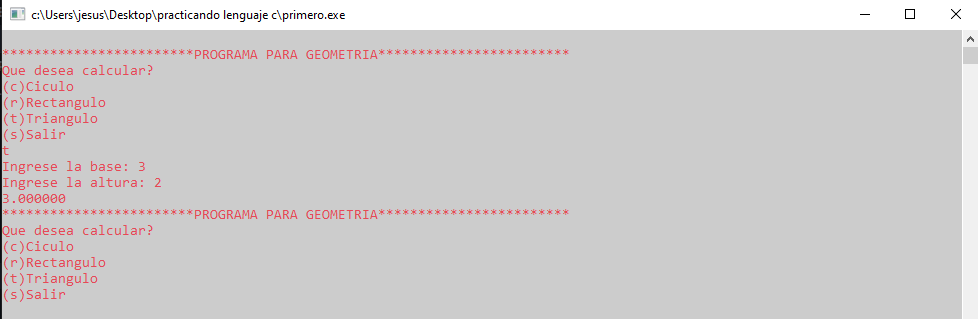 c:\Users\jesus\Desktop\practicando lenguaje c\primero.exe
************************PROGRAMA PARA GEOMETRIA************************
Que desea calcular?
(c)Ciculo
(r)Rectangulo
(t)Triangulo
(s)Salir
t
Ingrese la base: 3
Ingrese la altura: 2
3.000000
************************PROGRAMA PARA GEOMETRIA************************
Que desea calcular?
(c)Ciculo
(r)Rectangulo
(t)Triangulo
(s)Salir